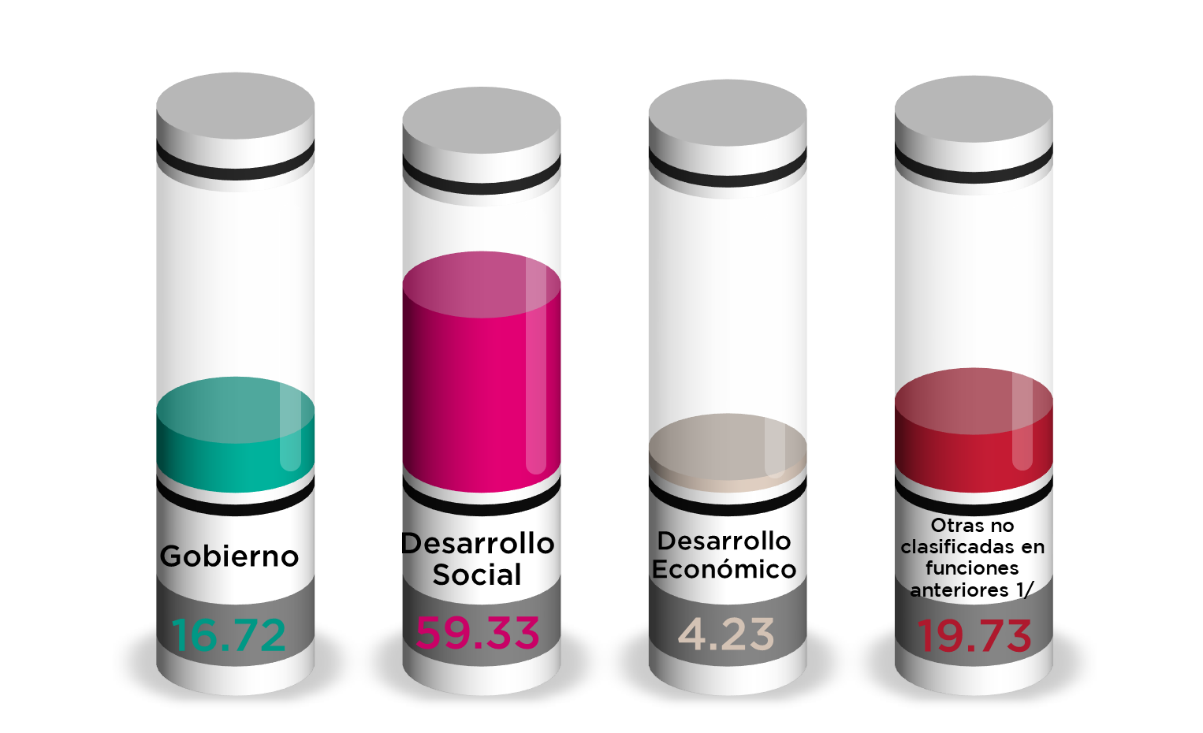 Gobierno
16.72
Desarrollo
Social
59.33
Desarrollo
Económico
4.23
Otras no
clasificadas en
funciones
anteriores 1/
19.73